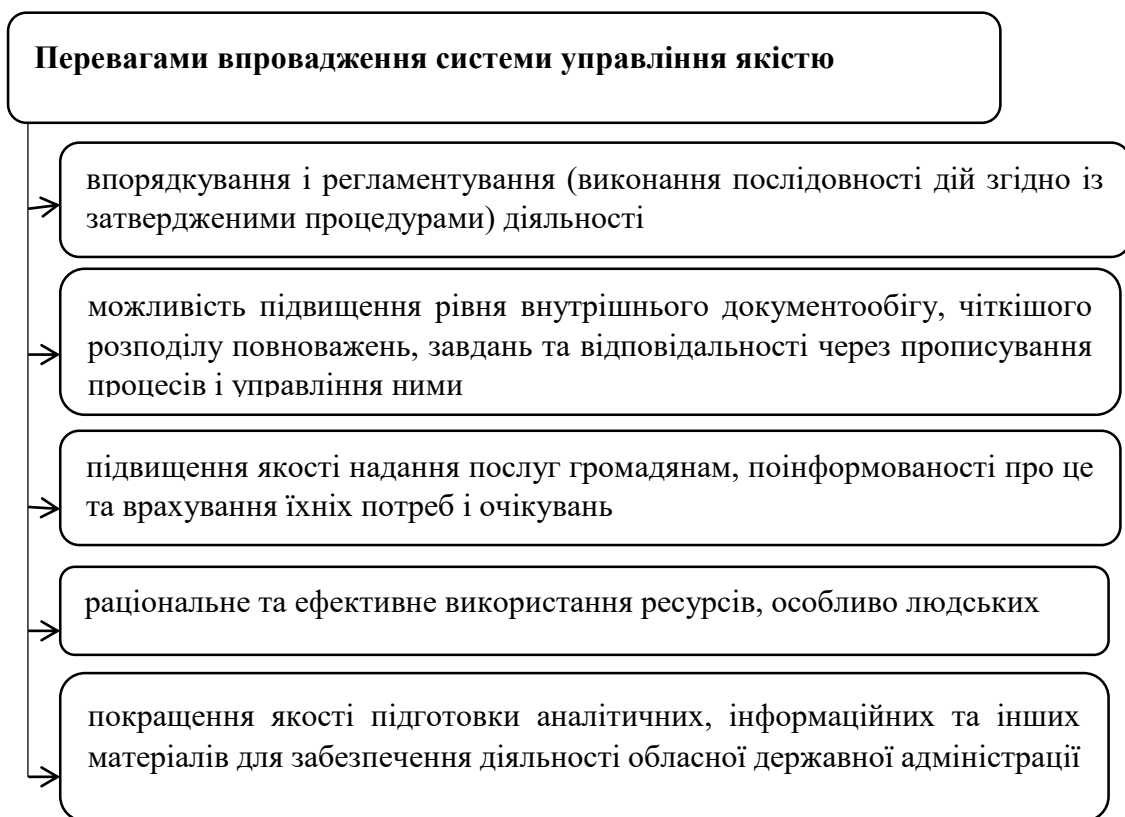 Перевагами впровадження системи управління якістю
впорядкування і регламентування (виконання послідовності дій згідно із
затвердженими процедурами) діяльності
можливість підвищення рівня внутрішнього документообігу, чіткішого
розподілу повноважень, завдань та відповідальності через прописування
процесів і управління ними
підвищення якості надання послуг громадянам, поінформованості про це
та врахування їхніх потреб і очікувань
раціональне та ефективне використання ресурсів, особливо людських
покращення якості підготовки аналітичних, інформаційних та інших
матеріалів для забезпечення діяльності обласної державної адміністрації